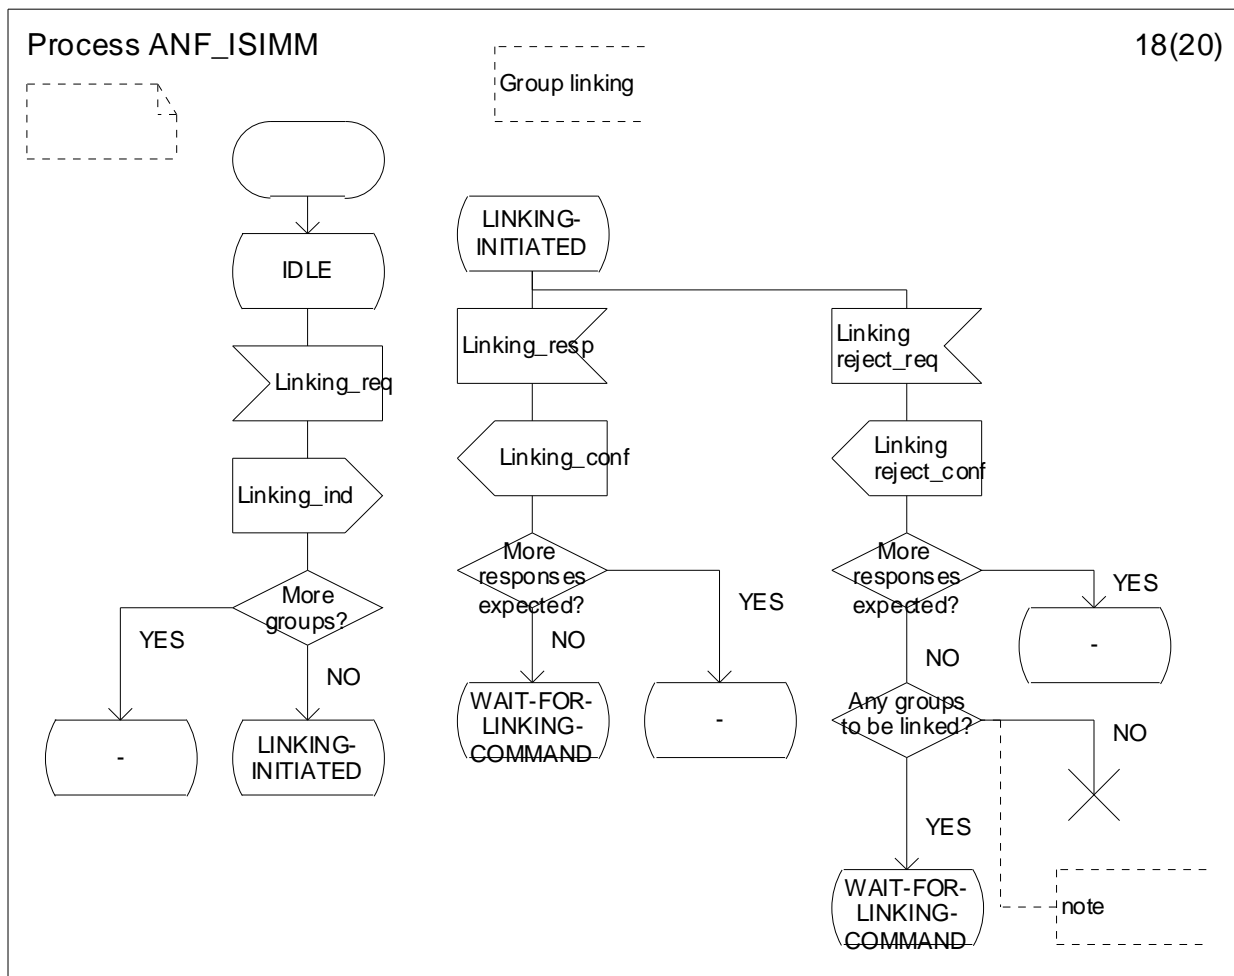 Process ANF_ISIMM
18(20)
Group linking
IDLE
Linking_req
Linking_ind
More
groups?
YES
NO
-
LINKING-
INITIATED
LINKING-
INITIATED
Linking_resp
Linking_conf
More
responses
expected?
YES
NO
WAIT-FOR-
LINKING-
COMMAND
-
Linking
reject_req
Linking
reject_conf
More
responses
expected?
YES
-
NO
Any groups
to be linked?
NO
YES
WAIT-FOR-
LINKING-
COMMAND
note